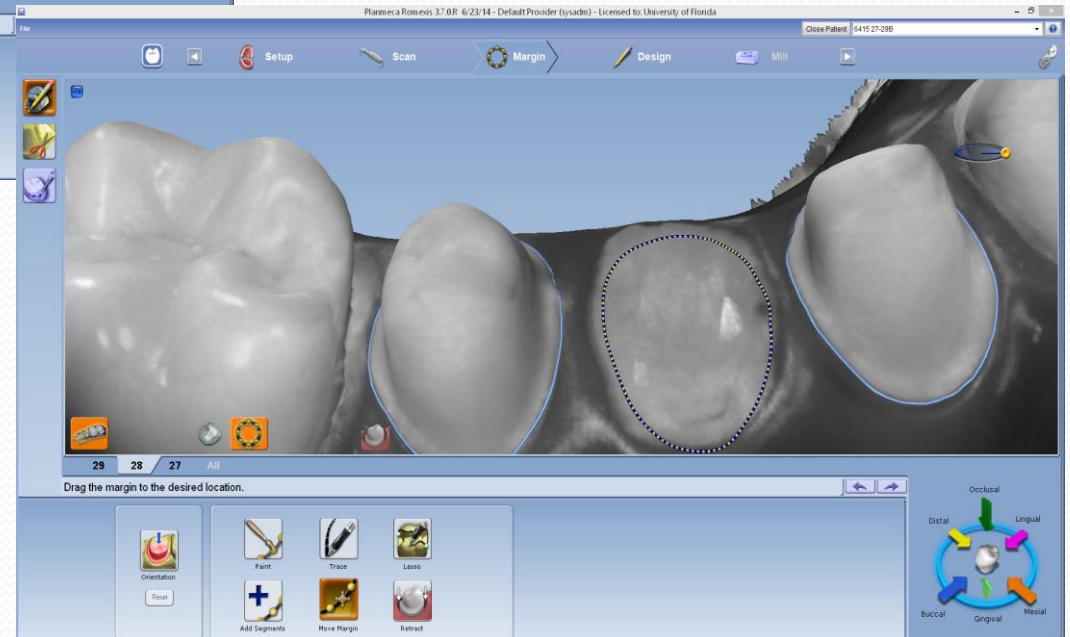 Planmeca Romexis 3.7.0.R 6/23/14 - Default Provider (sysadm) - Licensed to: University of Florida
File
Close Patient 6415 27-29B
Setup Scan Margin Design Mill
29 28 27 All
Drag the margin to the desired location.
Orientation
Reset
Paint Trace Lasso
Add Segments Move Margin Retract
Occlusal
Distal Lingual
Buccal Mesial
Gingival